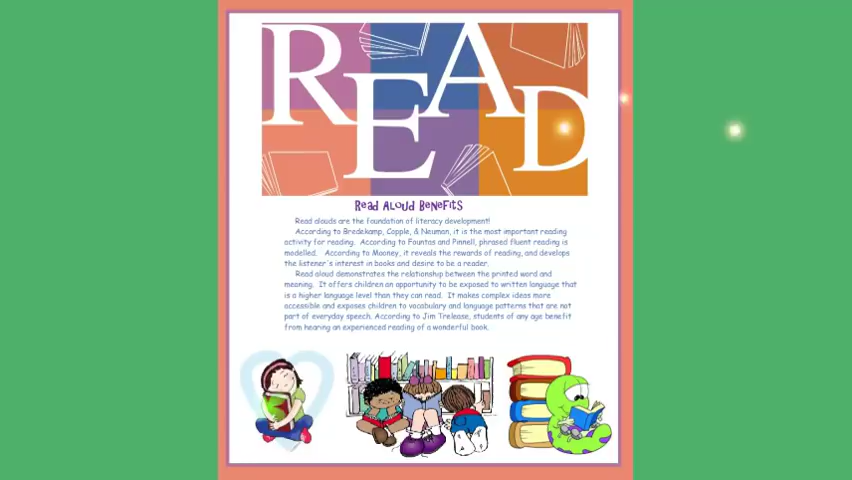 READ
Read Aloud Benefits
Read alouds are the foundation of literacy development!
According to Bredekamp, Copple, & Neuman, it is the most important reading
activity for reading. According to Fountas and Pinnell, phrased fluent reading is
modelled. According to Mooney, it reveals the rewards of reading, and develops
the listener's interest in books and desire to be a reader.
Read aloud demonstrates the relationship between the printed word and
meaning. It offers children an opportunity to be exposed to written language that
is a higher language level than they can read. It makes complex ideas more
accessible and exposes children to vocabulary and language patterns that are not
part of everyday speech. According to Jim Trelease, students of any age benefit
from hearing an experienced reading of a wonderful book.